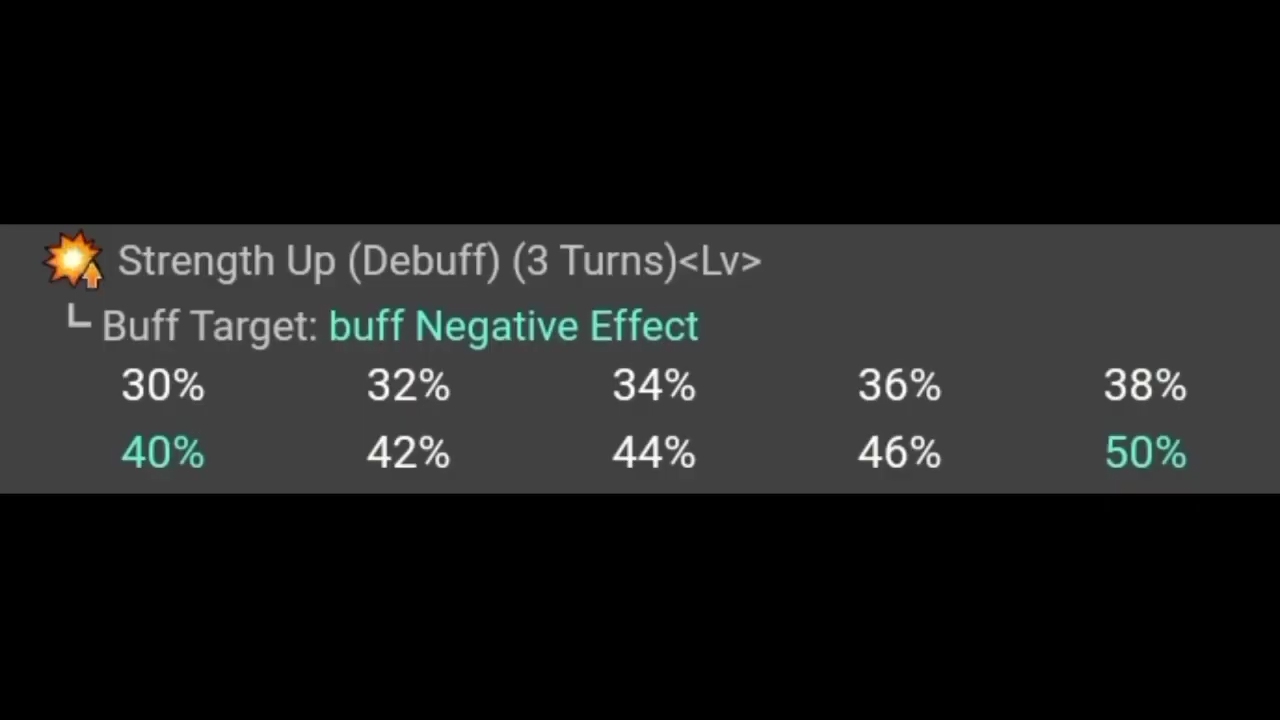 Strength Up (Debuff) (3 Turns)<Lv>
Buff Target: buff Negative Effect
30% 32% 34% 36% 38%
40% 42% 44% 46% 50%